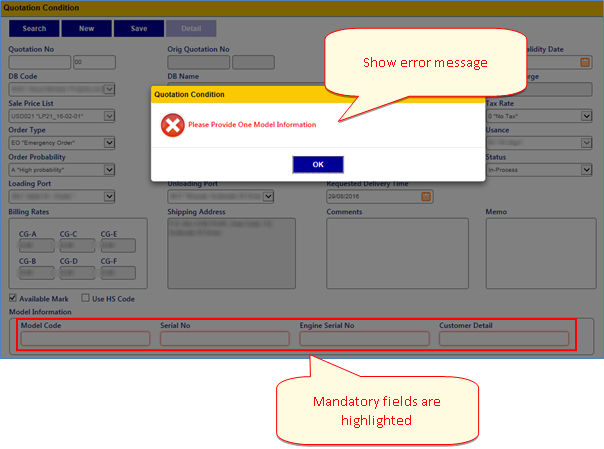 Quotation Condition
Search New Save Detail
Quotation No Orig Quotation No alidity Date
00
DB Code DB Name rge
Show error message
Quotation Condition
Please Provide One Model Information
OK
Sale Price List Tax Rate
USD021 "LP21_16-02-01" 0 "No Tax"
Order Type Usance
EO "Emergency Order"
Order Probability Status
A "High probability" In-Process
Loading Port Unloading Port Requested Delivery Time
29/06/2016
Billing Rates Shipping Address Comments Memo
CG-A CG-C CG-E
CG-B CG-D CG-F
Available Mark Use HS Code
Model Information
Model Code Serial No Engine Serial No Customer Detail
Mandatory fields are
highlighted